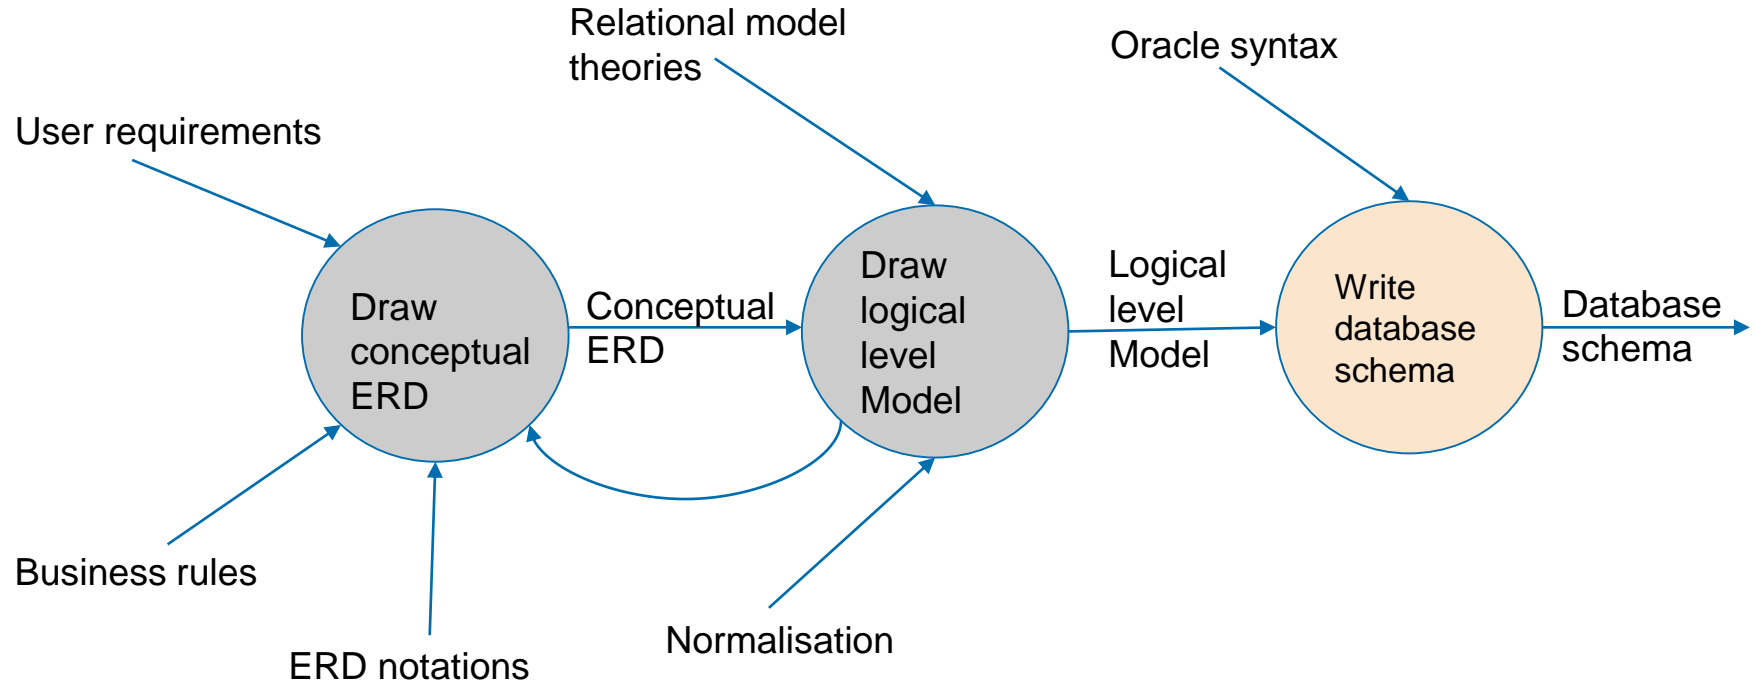 Relational model
theories
Oracle syntax
User requirements
Draw
conceptual
ERD
Conceptual
ERD
Draw
logical
level
Model
Logical
level
Model
Write
database
schema
Database
schema
Business rules
ERD notations
Normalisation